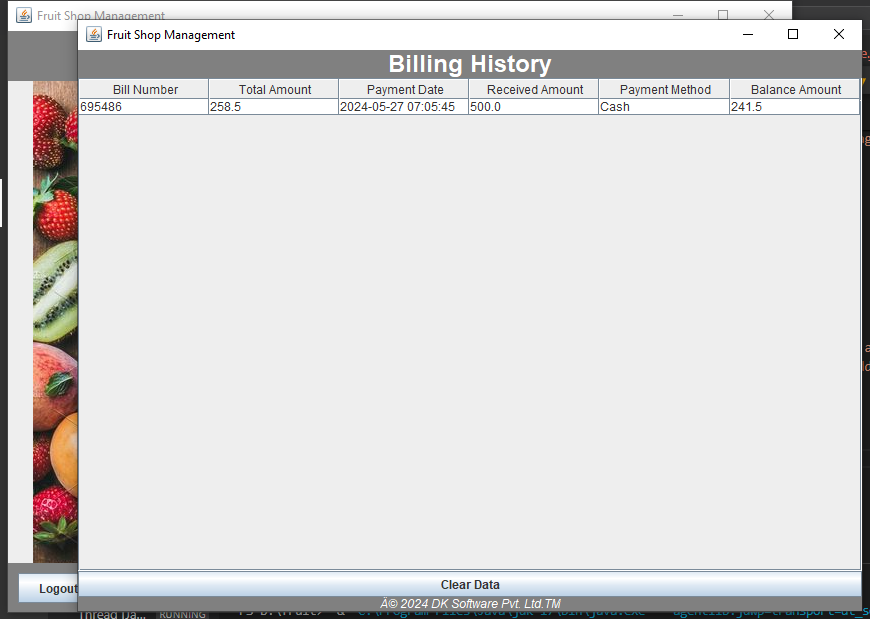 Fruit Shop Management
Fruit Shop Management
Billing History
Bill Number Total Amount Payment Date Received Amount Payment Method Balance Amount
695486 258.5 2024-05-27 07:05:45 500.0 Cash 241.5
Logout
Clear Data
Â© 2024 DK Software Pvt. Ltd.TM
Thread Da... RUNNING